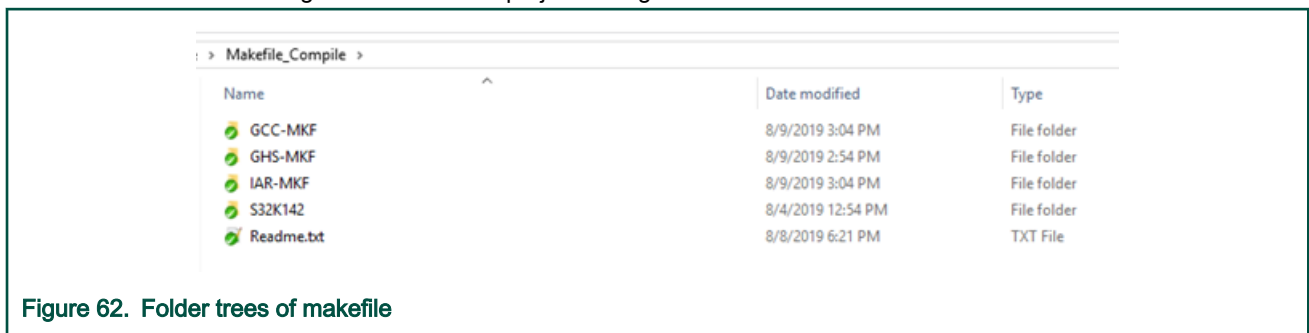 > Makefile_Compile >
Name Date modified Type
GCC-MKF 8/9/2019 3:04 PM File folder
GHS-MKF 8/9/2019 2:54 PM File folder
IAR-MKF 8/9/2019 3:04 PM File folder
S32K142 8/4/2019 12:54 PM File folder
Readme.txt 8/8/2019 6:21 PM TXT File
Figure 62. Folder trees of makefile